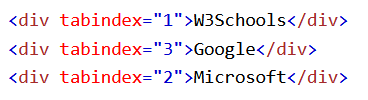 <div tabindex="1">W3Schools</div>
<div tabindex="3">Google</div>
<div tabindex="2">Microsoft</div>